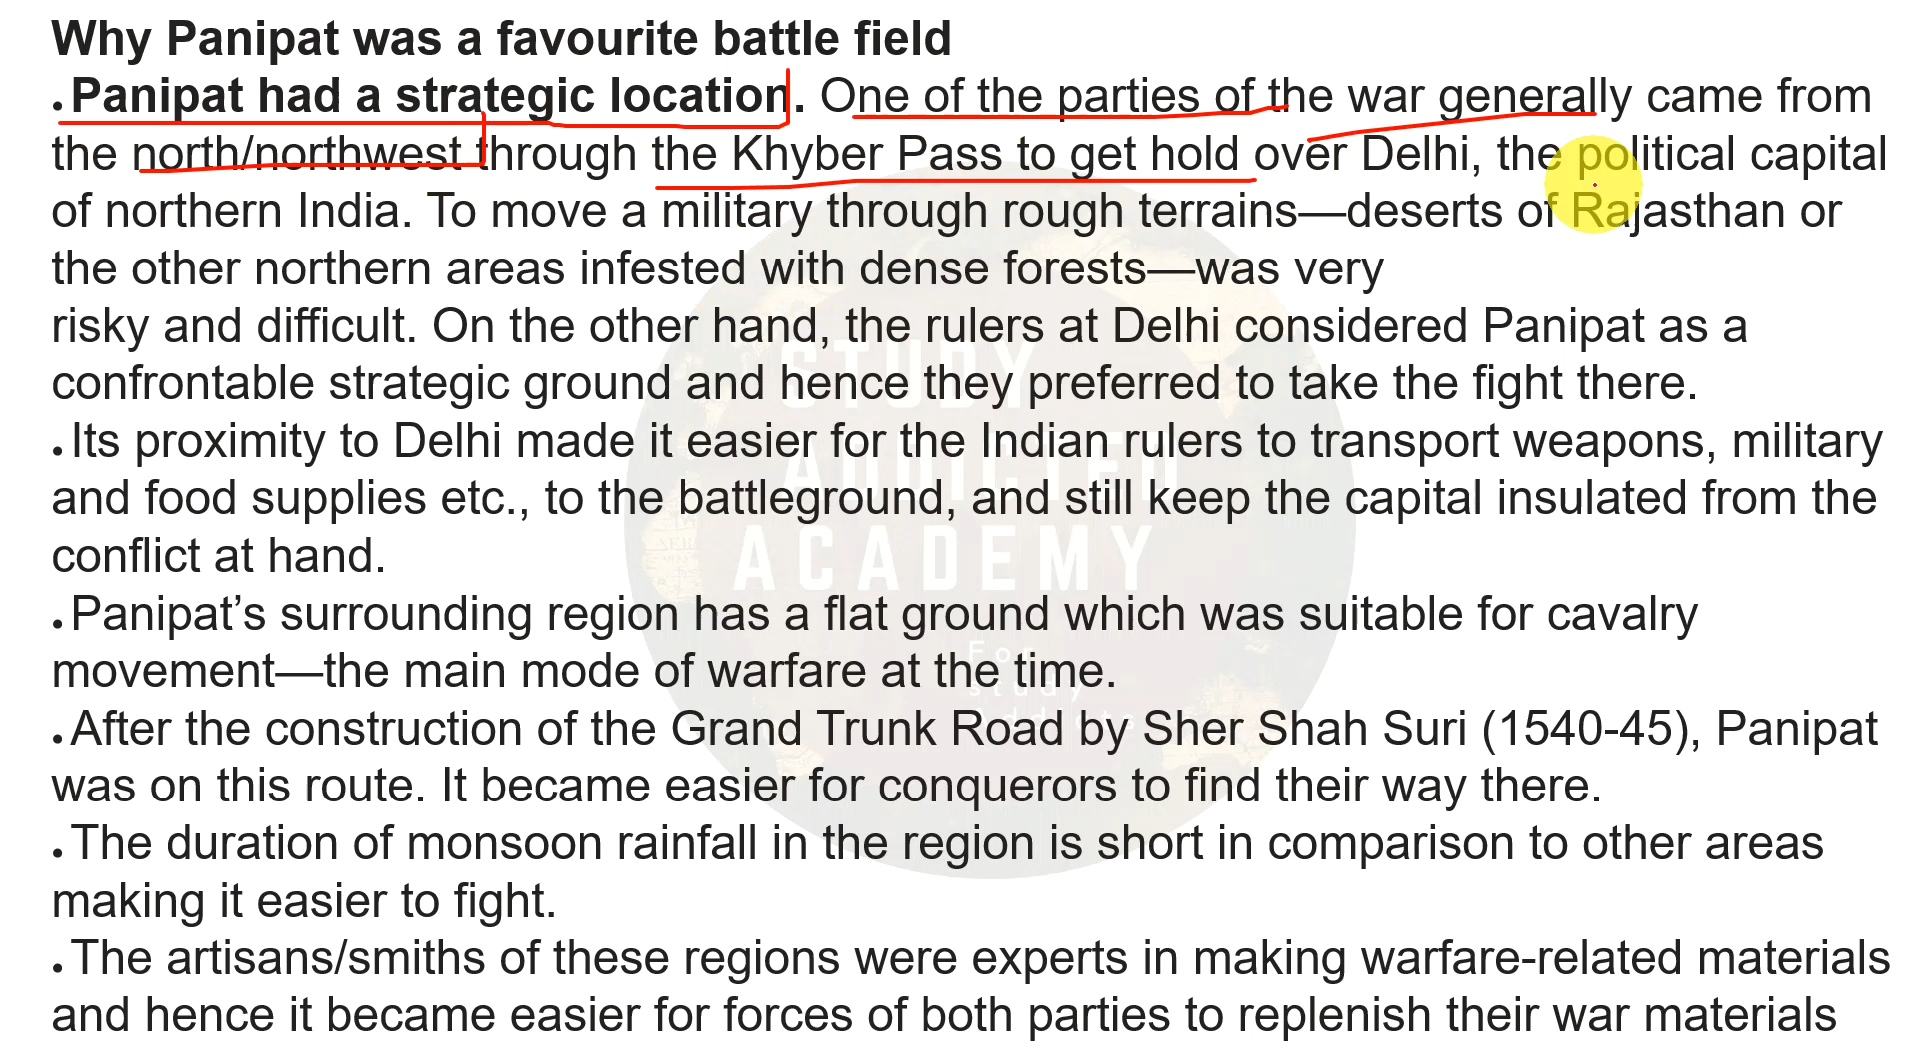 Why Panipat was a favourite battle field
•Panipat had a strategic location. One of the parties of the war generally came from
the north/northwest through the Khyber Pass to get hold over Delhi, the political capital
of northern India. To move a military through rough terrains—deserts of Rajasthan or
the other northern areas infested with dense forests—was very
risky and difficult. On the other hand, the rulers at Delhi considered Panipat as a
confrontable strategic ground and hence they preferred to take the fight there.
•Its proximity to Delhi made it easier for the Indian rulers to transport weapons, military
and food supplies etc., to the battleground, and still keep the capital insulated from the
conflict at hand.
•Panipat’s surrounding region has a flat ground which was suitable for cavalry
movement—the main mode of warfare at the time.
•After the construction of the Grand Trunk Road by Sher Shah Suri (1540-45), Panipat
was on this route. It became easier for conquerors to find their way there.
•The duration of monsoon rainfall in the region is short in comparison to other areas
making it easier to fight.
•The artisans/smiths of these regions were experts in making warfare-related materials
and hence it became easier for forces of both parties to replenish their war materials
STUDY
ADDICTED
ACADEMY
For
study
Addicts